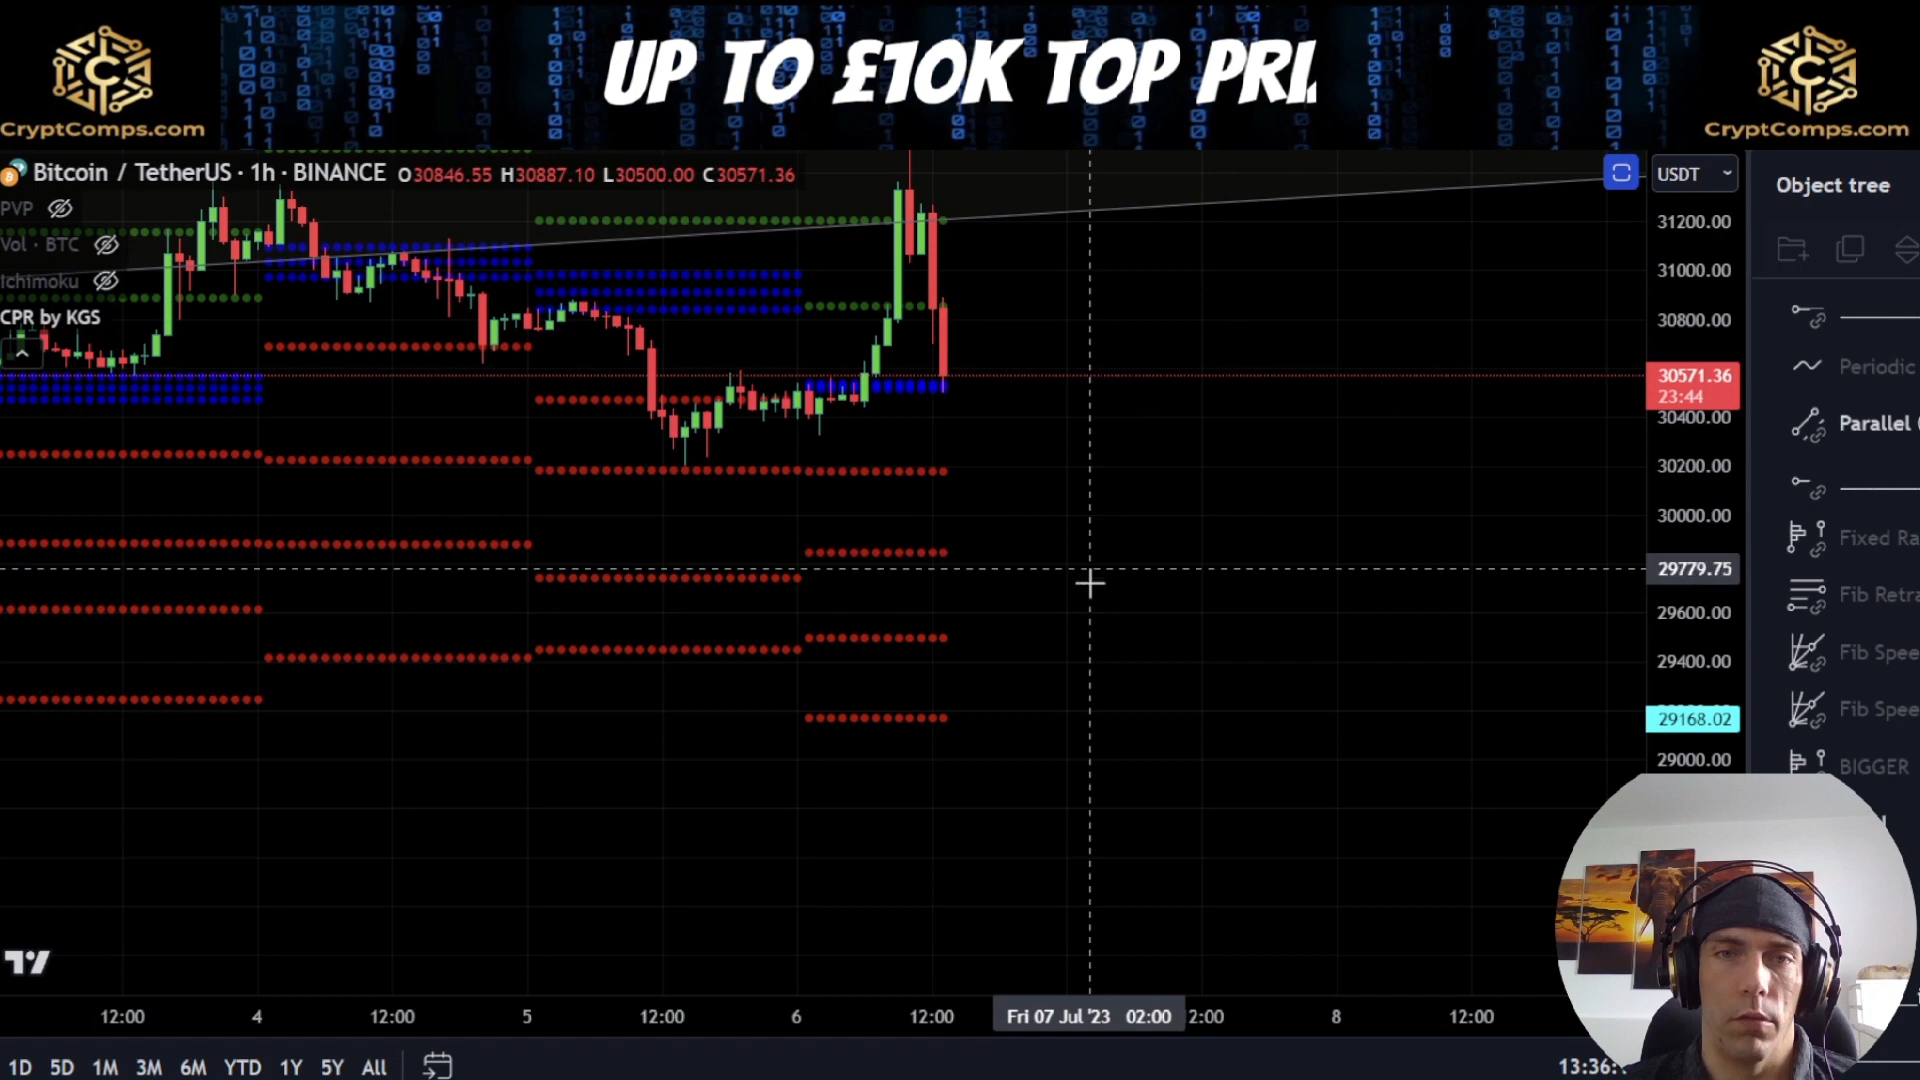 UP TO £10K TOP PRI
CryptComps.com
CryptComps.com
Bitcoin / TetherUS · 1h · BINANCE O30846.55 H30887.10 L30500.00 C30571.36
USDT
Object tree
PVP
Vol · BTC
Ichimoku
CPR by KGS
31200.00
31000.00
30800.00
30571.36
23:44
30400.00
30200.00
30000.00
29779.75
29600.00
29400.00
29168.02
29000.00
Periodic
Parallel (
Fixed Ra
Fib Retra
Fib Spee
Fib Spee
BIGGER
12:00 4 12:00 5 12:00 6 12:00 Fri 07 Jul '23 02:00 2:00 8 12:00
1D 5D 1M 3M 6M YTD 1Y 5Y All
13:36: